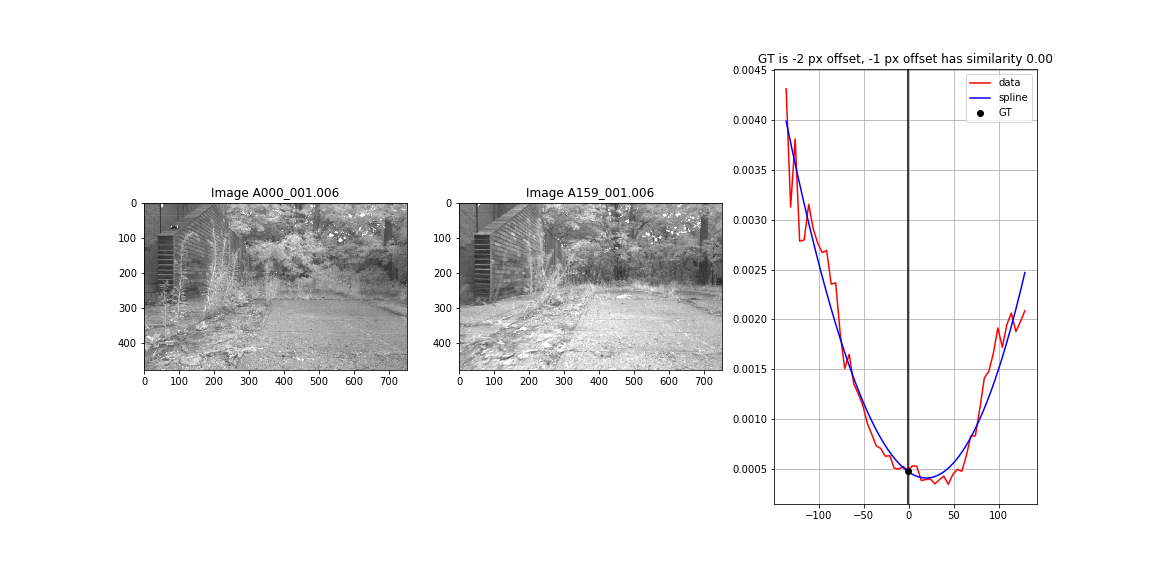 Image A000_001.006
0
100
200
300
400
0 100 200 300 400 500 600
Image A159_001.006
0
100
200
300
400
0 100 200 300 400 500 600 700
GT is -2 px offset, -1 px offset has similarity 0.00
0.0045
0.0040
0.0035
0.0030
0.0025
0.0020
0.0015
0.0010
0.0005
−100 −50 0 50 100
data
spline
GT